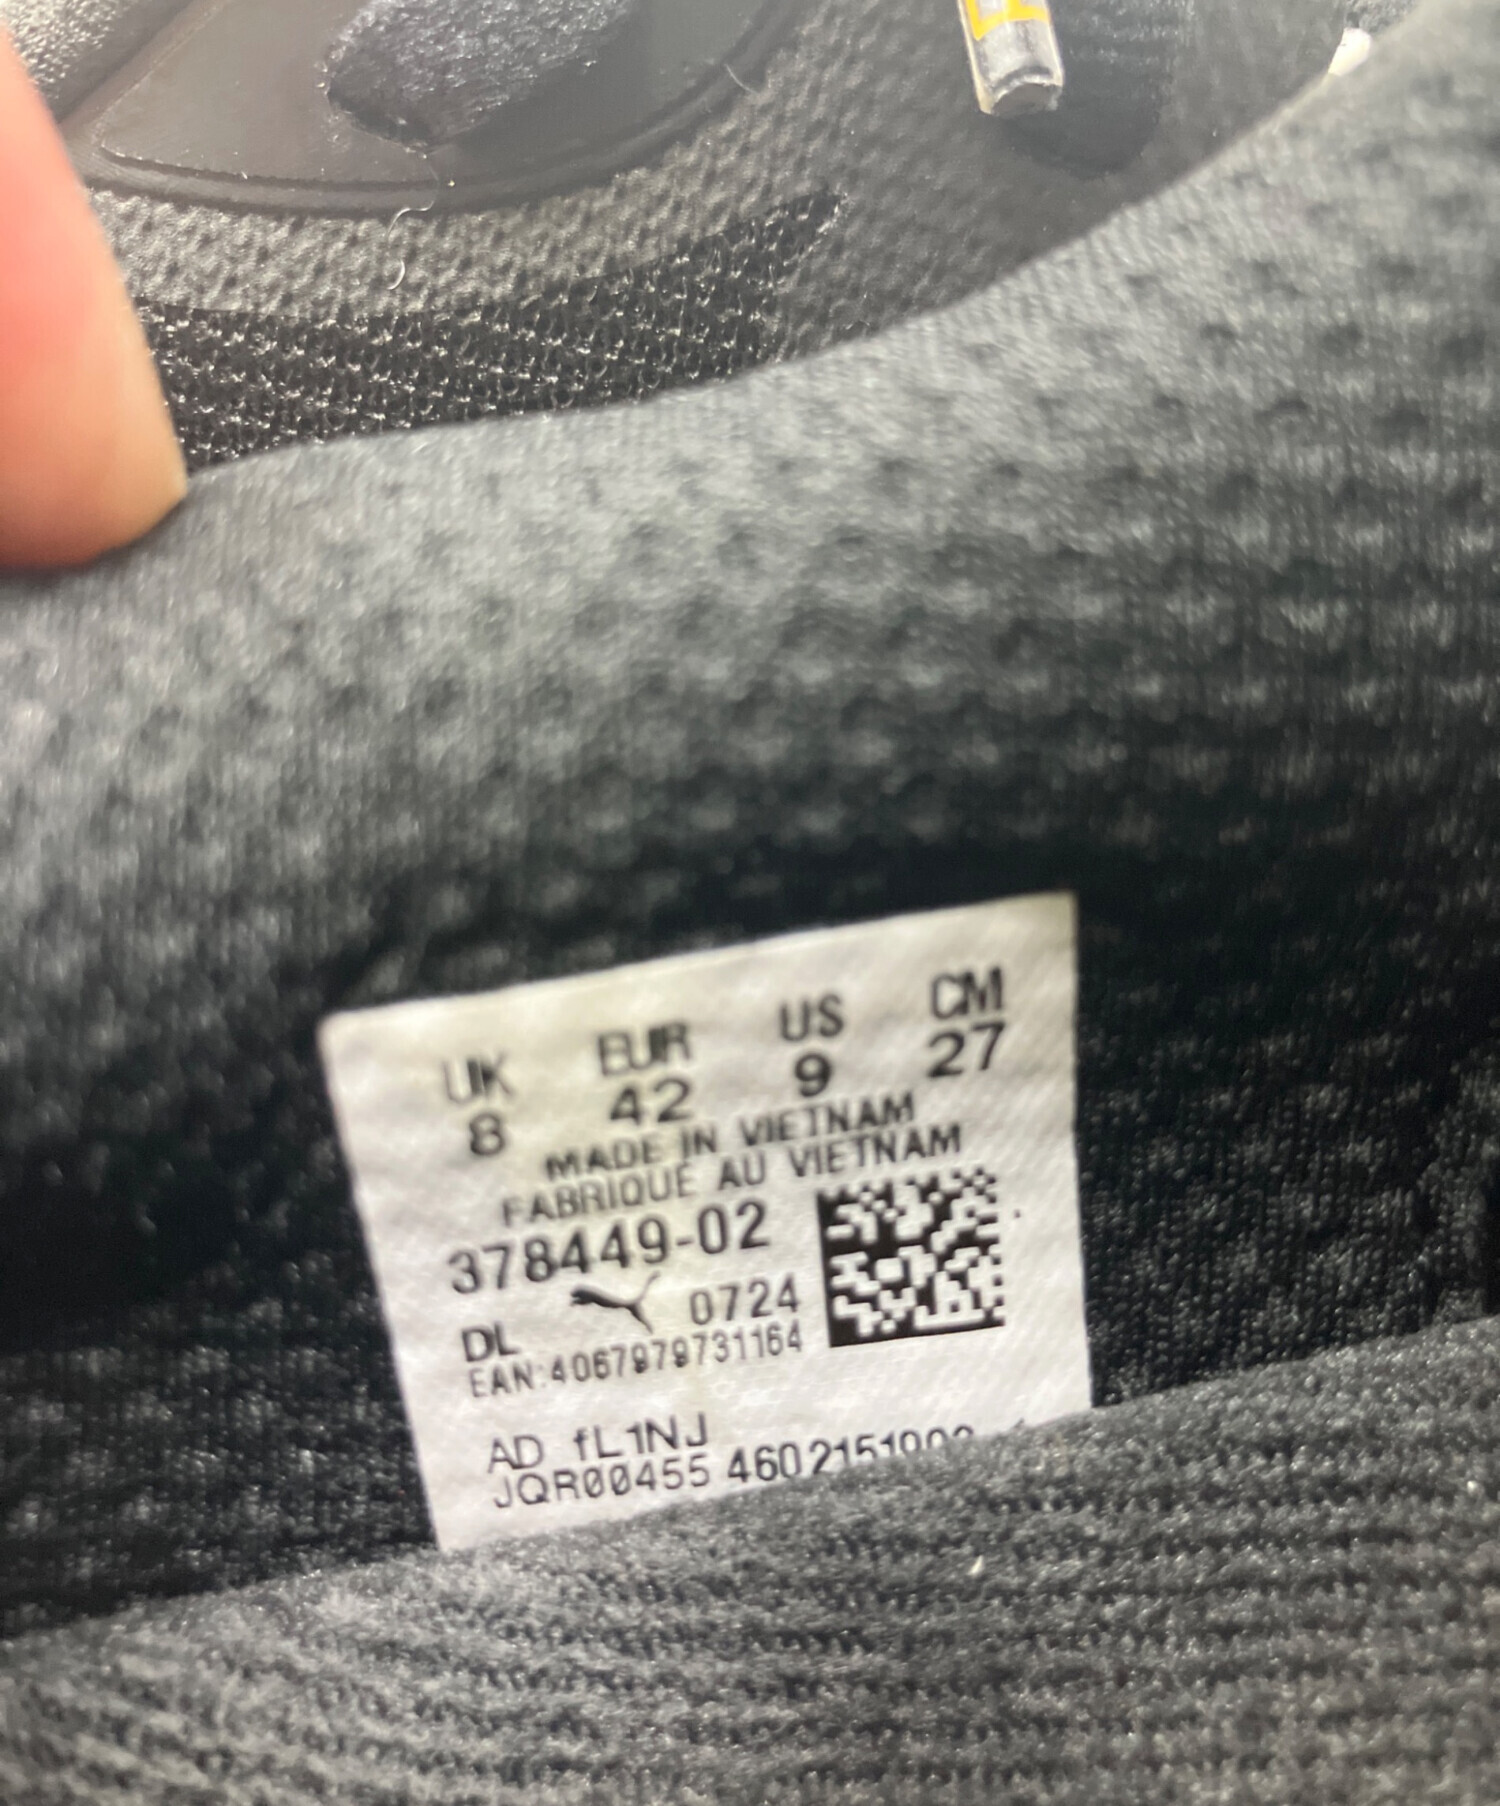 UK EUR US CM
8 42 9 27
MADE IN VIETNAM
FABRIQUE AU VIETNAM
378449-02
DL 0724
EAN:4067979731164
AD fL1NJ
JQR00455